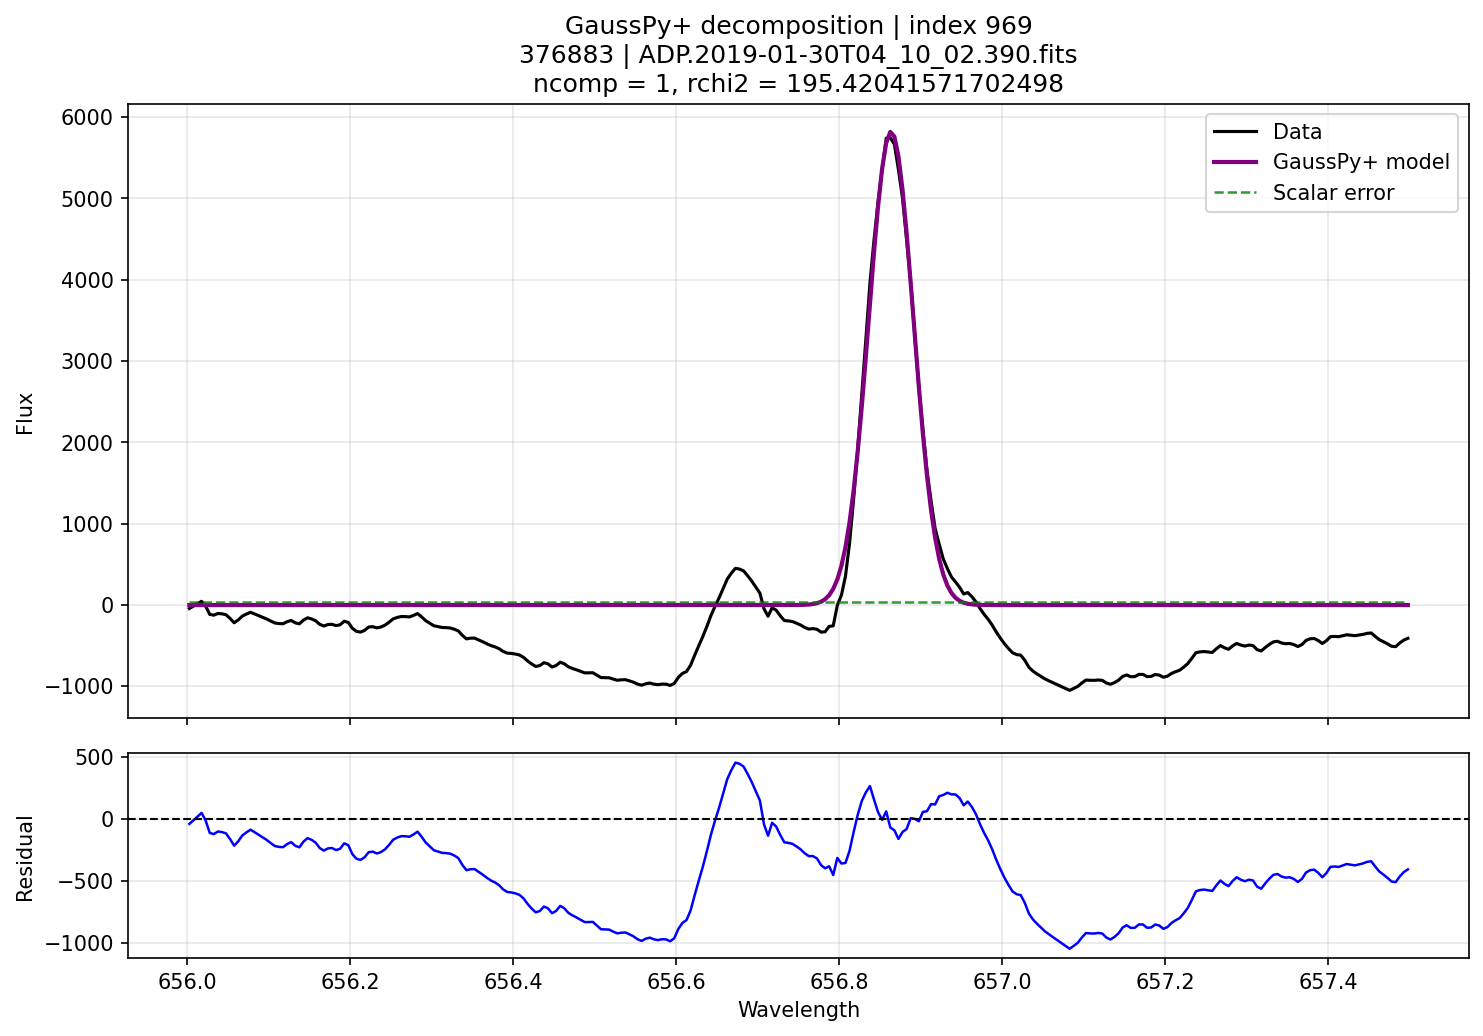 GaussPy+ decomposition | index 969
376883 | ADP.2019-01-30T04_10_02.390.fits
ncomp = 1, rchi2 = 195.42041571702498
Data
GaussPy+ model
Scalar error
6000
5000
4000
3000
2000
1000
0
−1000
Flux
500
0
−500
−1000
Residual
656.0
656.2
656.4
656.6
656.8
657.0
657.2
657.4
Wavelength